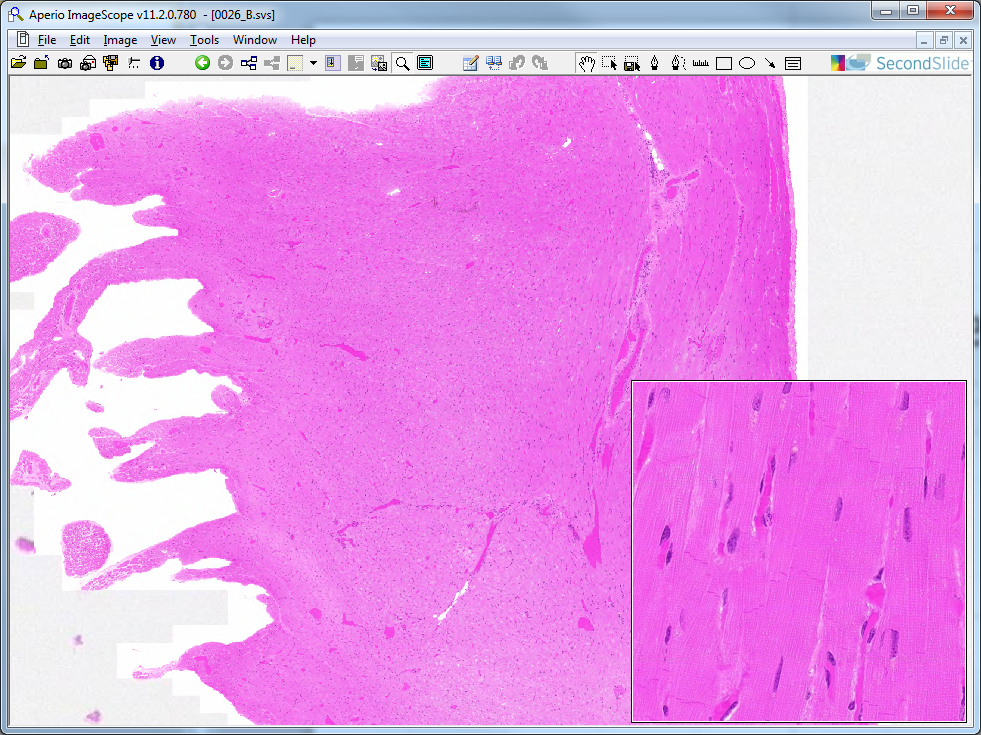 Aperio ImageScope v11.2.0.780 - [0026_B.svs]
File Edit Image View Tools Window Help
SecondSlide